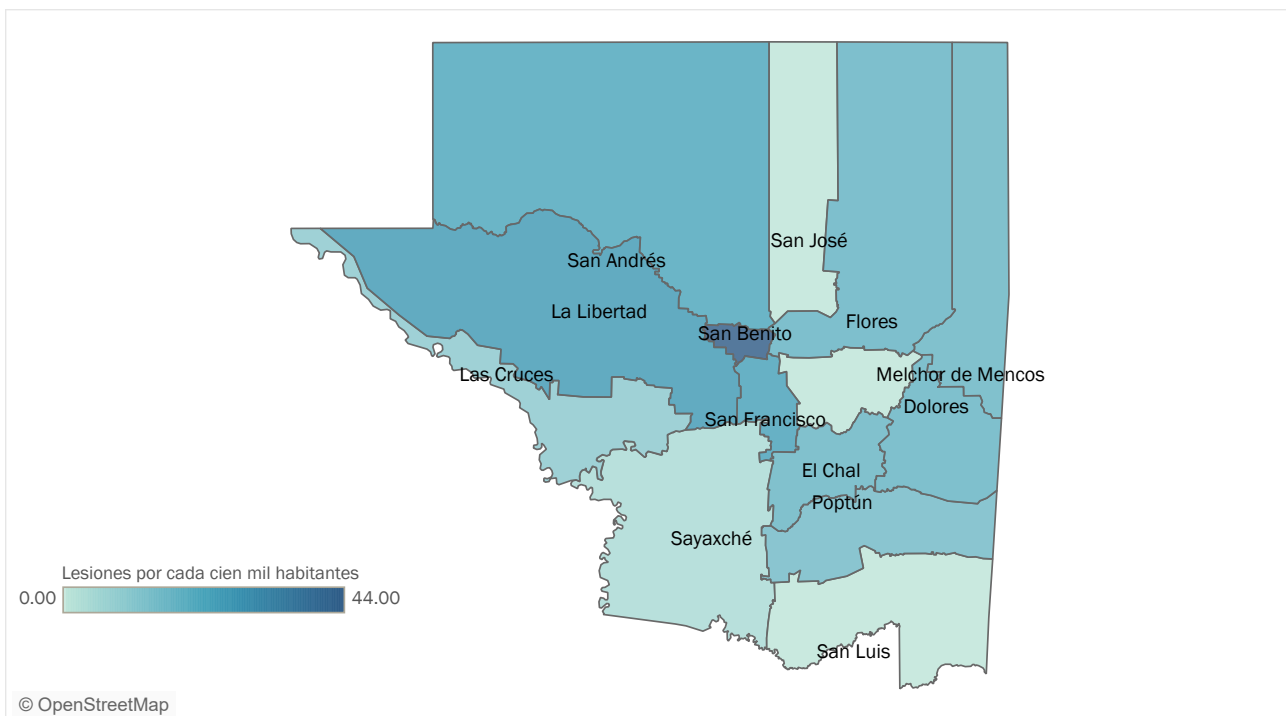 San José
San Andrés
La Libertad
Flores
San Benito
Las Cruces
Melchor de Mencos
Dolores
San Francisco
El Chal
Poptún
Sayaxché
Lesiones por cada cien mil habitantes
0.00
44.00
San Luis
© OpenStreetMap